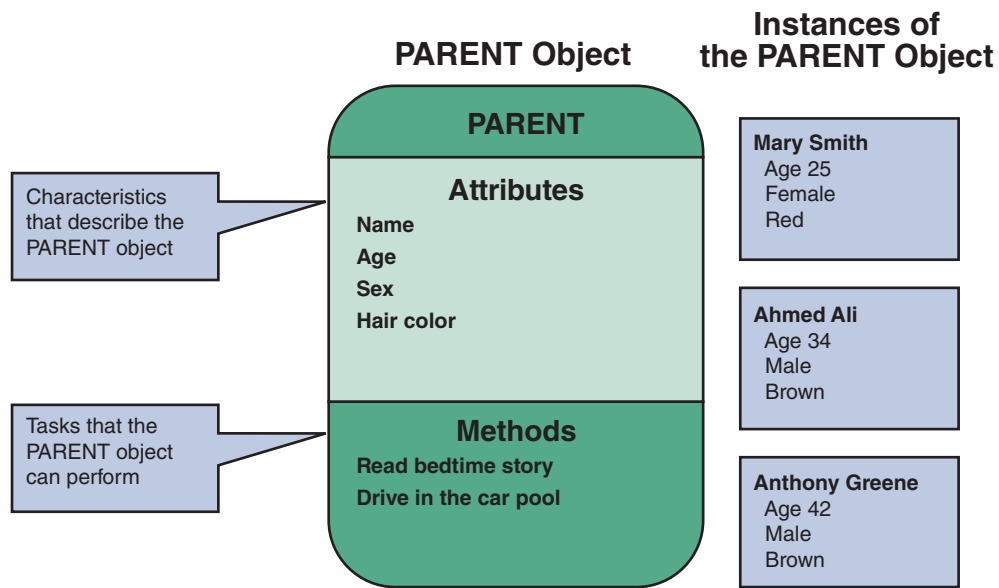 PARENT Object
Instances of
the PARENT Object
PARENT
Attributes
Name
Age
Sex
Hair color
Methods
Read bedtime story
Drive in the car pool
Characteristics
that describe the
PARENT object
Tasks that the
PARENT object
can perform
Mary Smith
Age 25
Female
Red
Ahmed Ali
Age 34
Male
Brown
Anthony Greene
Age 42
Male
Brown